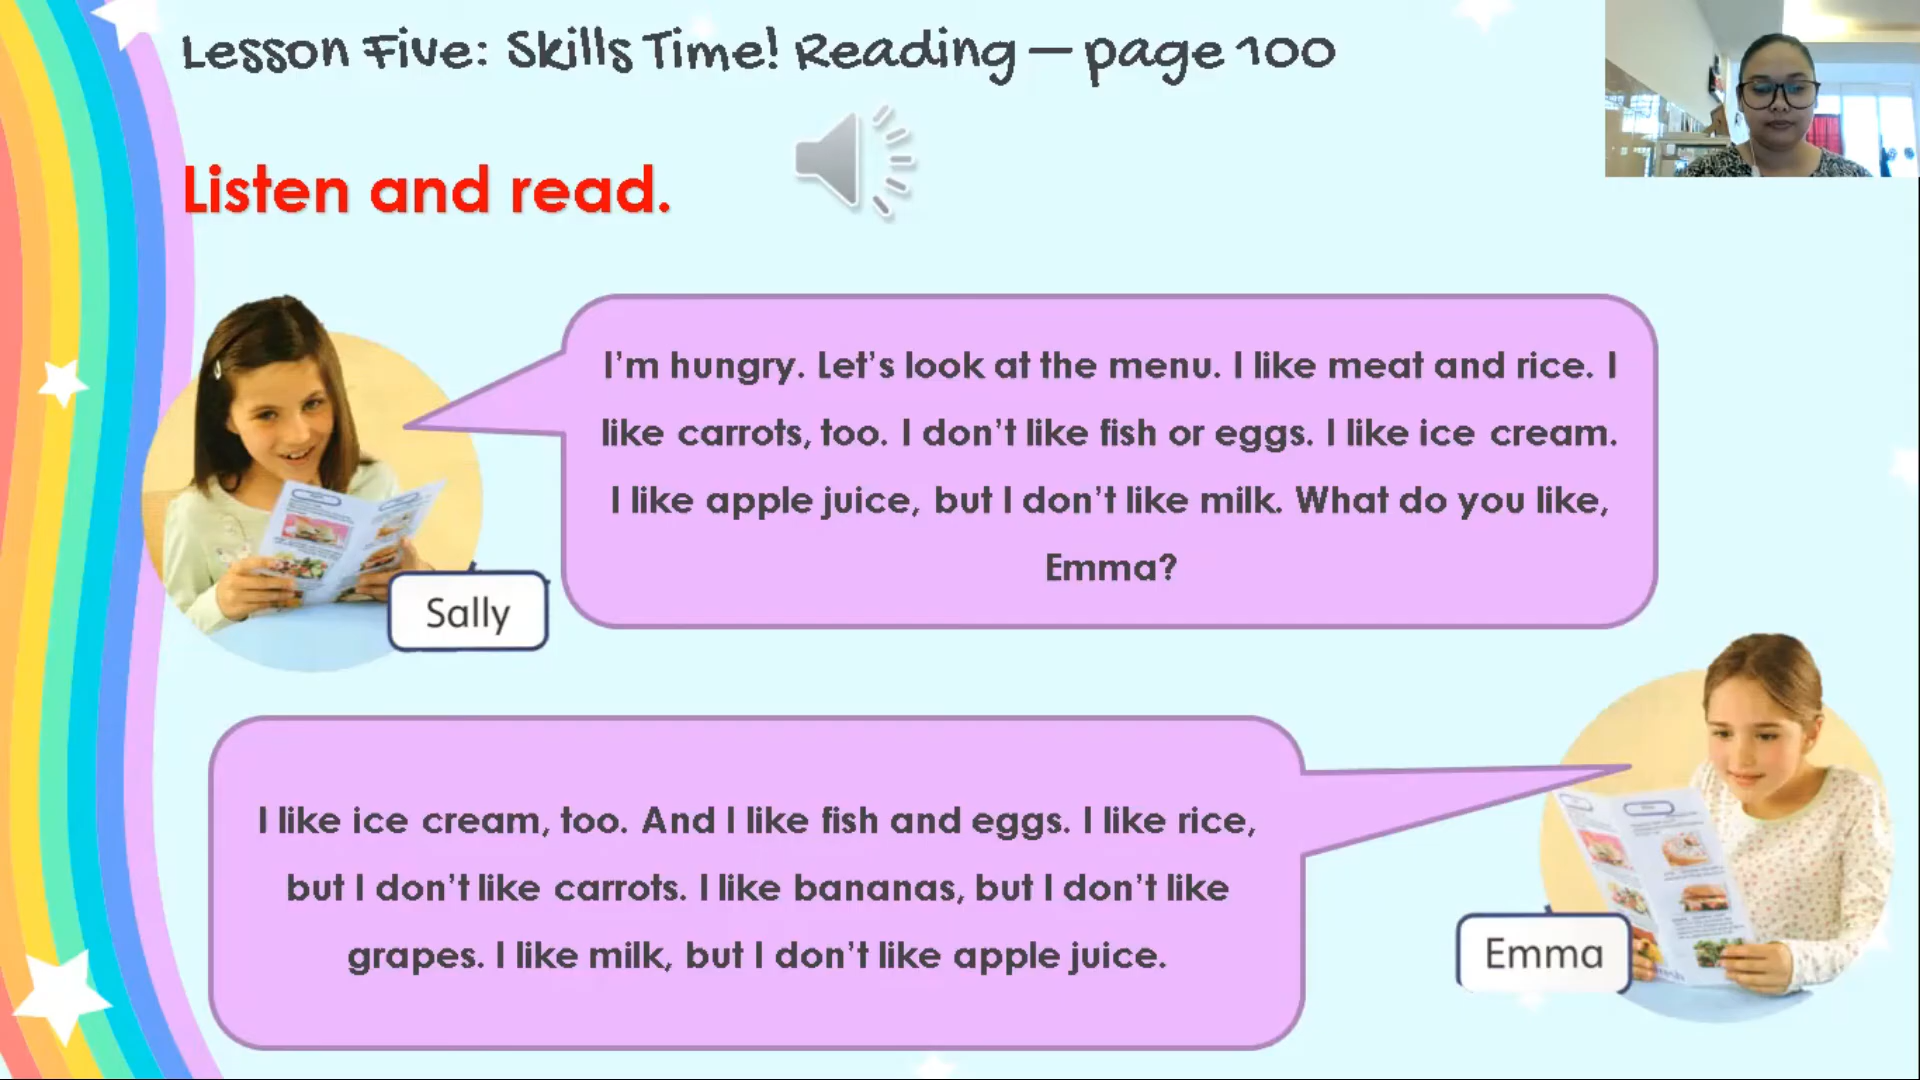 Lesson Five: Skills Time! Reading – page 100
Listen and read.
I'm hungry. Let's look at the menu. I like meat and rice. I
like carrots, too. I don't like fish or eggs. I like ice cream.
I like apple juice, but I don't like milk. What do you like,
Emma?
Sally
I like ice cream, too. And I like fish and eggs. I like rice,
but I don't like carrots. I like bananas, but I don't like
grapes. I like milk, but I don't like apple juice.
Emma